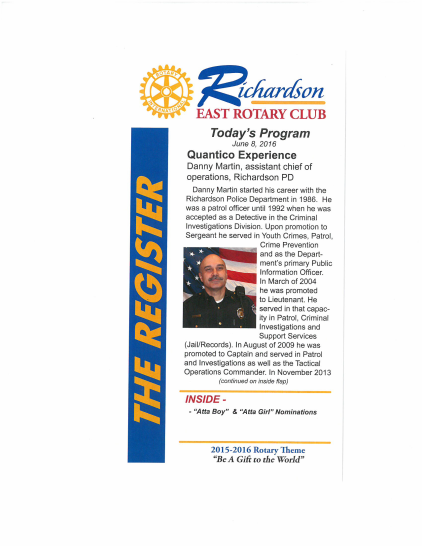 ROTARY
INTERNATIONAL
Richardson
EAST ROTARY CLUB
THE REGISTER
Today's Program
June 8, 2016
Quantico Experience
Danny Martin, assistant chief of
operations, Richardson PD
Danny Martin started his career with the
Richardson Police Department in 1986. He
was a patrol officer until 1992 when he was
accepted as a Detective in the Criminal
Investigations Division. Upon promotion to
Sergeant he served in Youth Crimes, Patrol,
Crime Prevention
and as the Depart-
ment's primary Public
Information Officer.
In March of 2004
he was promoted
to Lieutenant. He
served in that capac-
ity in Patrol, Criminal
Investigations and
Support Services
(Jail/Records). In August of 2009 he was
promoted to Captain and served in Patrol
and Investigations as well as the Tactical
Operations Commander. In November 2013
(continued on inside flap)
INSIDE -
- "Atta Boy" & "Atta Girl" Nominations
2015-2016 Rotary Theme
"Be A Gift to the World"